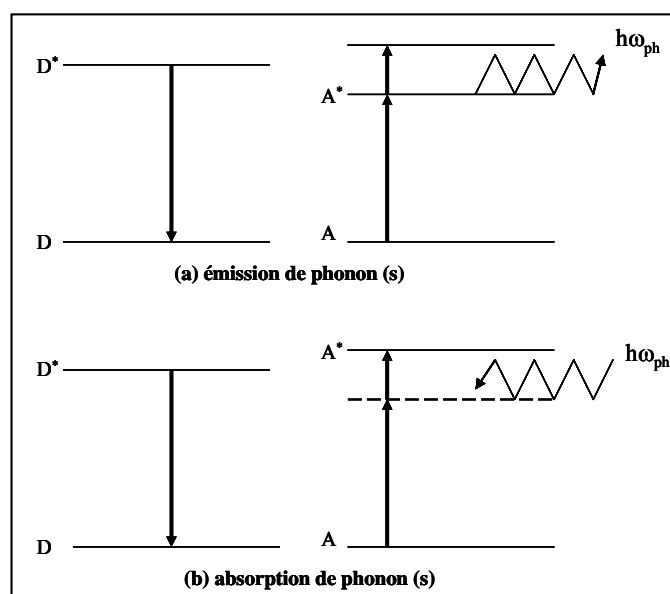 hω_ph
D*
A*
D
A
(a) émission de phonon (s)
A*
hω_ph
D*
D
A
(b) absorption de phonon (s)